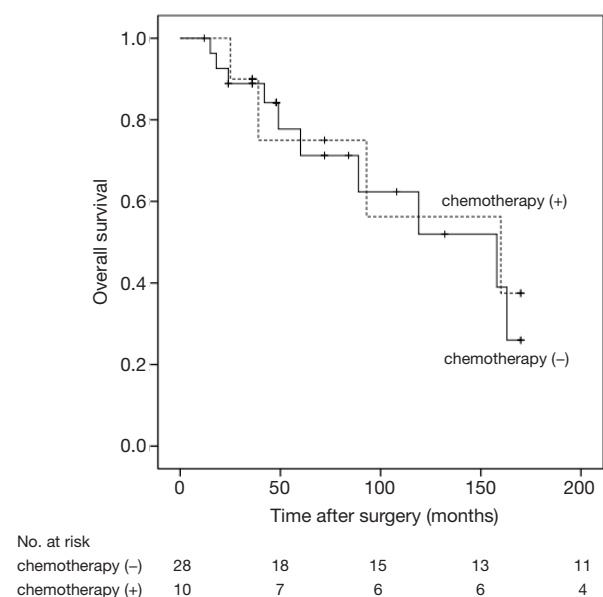 1.0
0.8
0.6
0.4
0.2
0.0
Overall survival
chemotherapy (+)
chemotherapy (–)
0 50 100 150 200
Time after surgery (months)
No. at risk
chemotherapy (–) 28 18 15 13 11
chemotherapy (+) 10 7 6 6 4